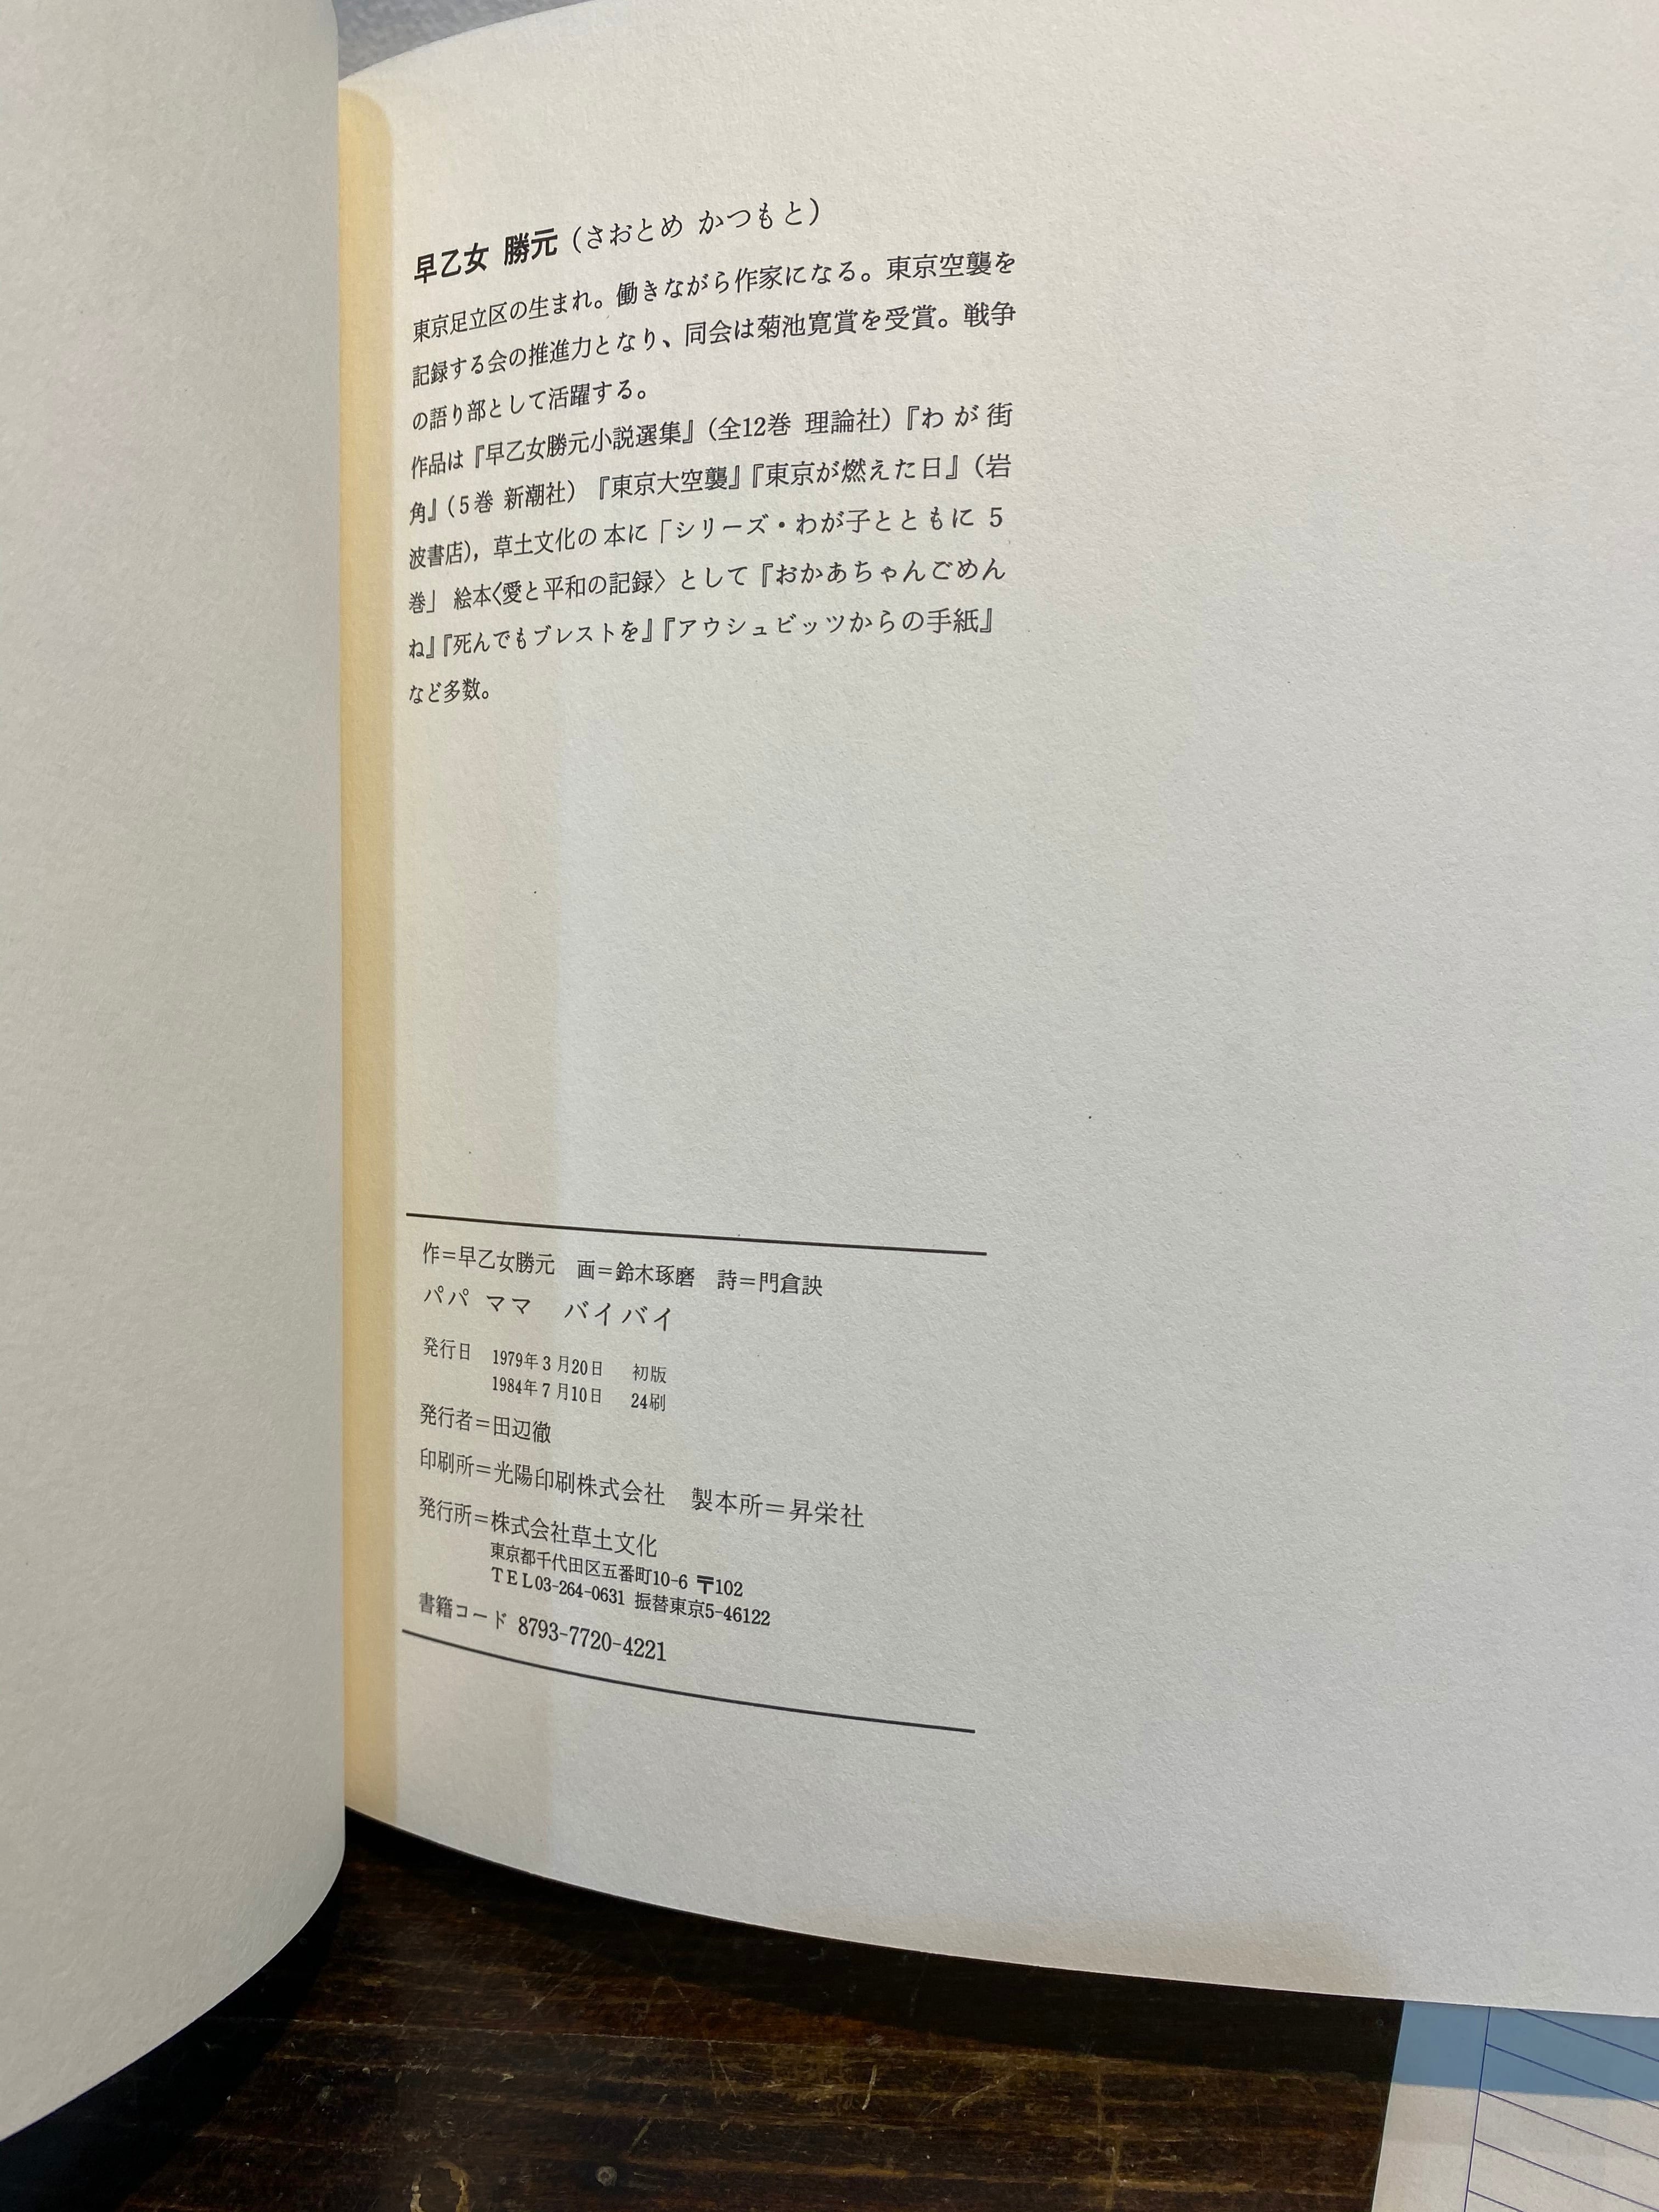 早乙女 勝元（さおとめ かつもと）
東京足立区の生まれ。働きながら作家になる。東京空襲を
記録する会の推進力となり、同会は菊池寛賞を受賞。戦争
の語り部として活躍する。
作品は『早乙女勝元小説選集』（全12巻 理論社）『わ が 街
角』（5巻 新潮社）『東京大空襲』『東京が燃えた日』（岩
波書店)，草土文化の本に「シリーズ・わが子とともに 5
巻」 絵本〈愛と平和の記録〉として『おかあちゃんごめん
ね』『死んでもブレストを』『アウシュビッツからの手紙』
など多数。
作＝早乙女勝元　画＝鈴木琢磨　詩＝門倉訣
パパ ママ　バイバイ
発行日　1979年3月20日　初版
1984年7月10日　24刷
発行者＝田辺徹
印刷所＝光陽印刷株式会社　製本所＝昇栄社
発行所＝株式会社草土文化
東京都千代田区五番町10-6 〒102
TEL03-264-0631 振替東京5-46122
書籍コード 8793-7720-4221